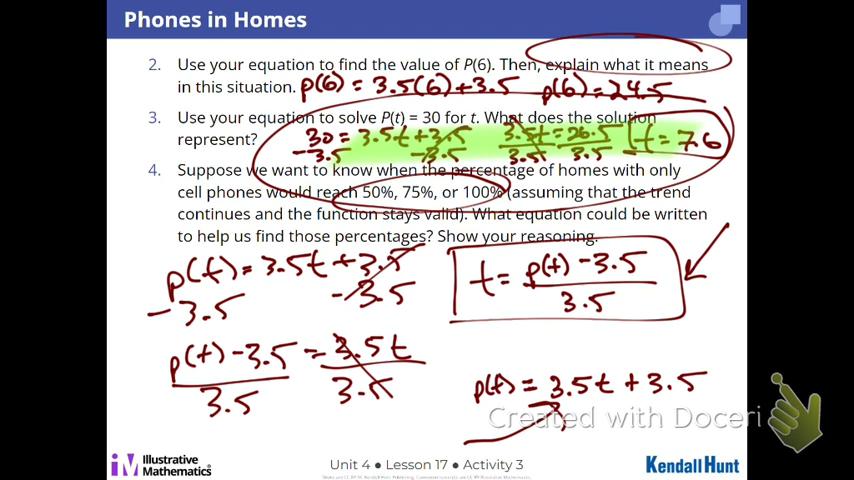 Phones in Homes
2. Use your equation to find the value of P(6). Then, explain what it means
in this situation.
p(6) = 3.5(6) + 3.5 p(6) = 24.5
3. Use your equation to solve P(t) = 30 for t. What does the solution
represent?
30 = 3.5t + 3.5 3.5t = 26.5 t = 7.6
-3.5 -3.5 3.5 3.5
4. Suppose we want to know when the percentage of homes with only
cell phones would reach 50%, 75%, or 100% (assuming that the trend
continues and the function stays valid). What equation could be written
to help us find those percentages? Show your reasoning.
p(t) = 3.5t + 3.5
-3.5 -3.5
p(t) - 3.5 = 3.5t
3.5 3.5
t = p(t) - 3.5
3.5
p(t) = 3.5t + 3.5
Created with Doceri
iM Illustrative Mathematics®
Unit 4 ● Lesson 17 ● Activity 3
Kendall Hunt